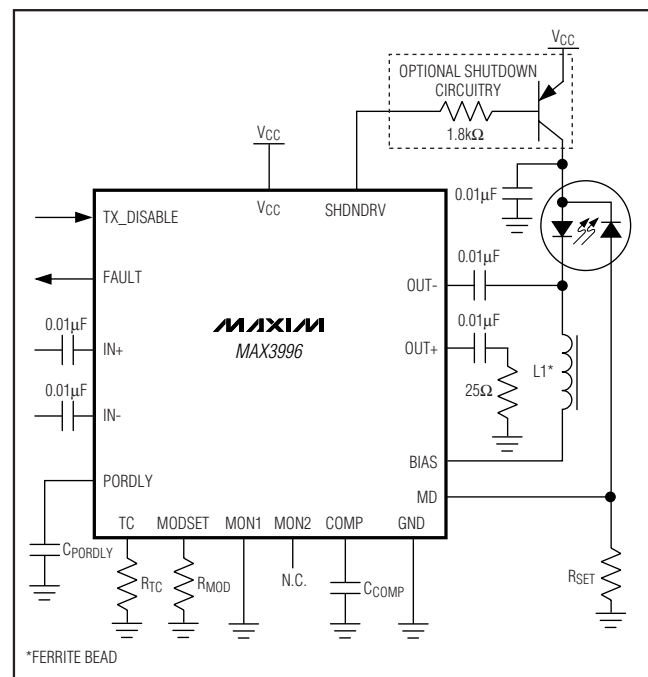 VCC
OPTIONAL SHUTDOWN
CIRCUITRY
1.8kΩ
VCC
0.01µF
TX_DISABLE
VCC
SHDNDRV
FAULT
0.01µF
OUT-
0.01µF
IN+
MAXIM
MAX3996
0.01µF
OUT+
L1*
0.01µF
IN-
25Ω
BIAS
PORDLY
MD
TC
MODSET
MON1
MON2
COMP
GND
CPORDLY
RTC
RMOD
N.C.
CCOMP
RSET
*FERRITE BEAD